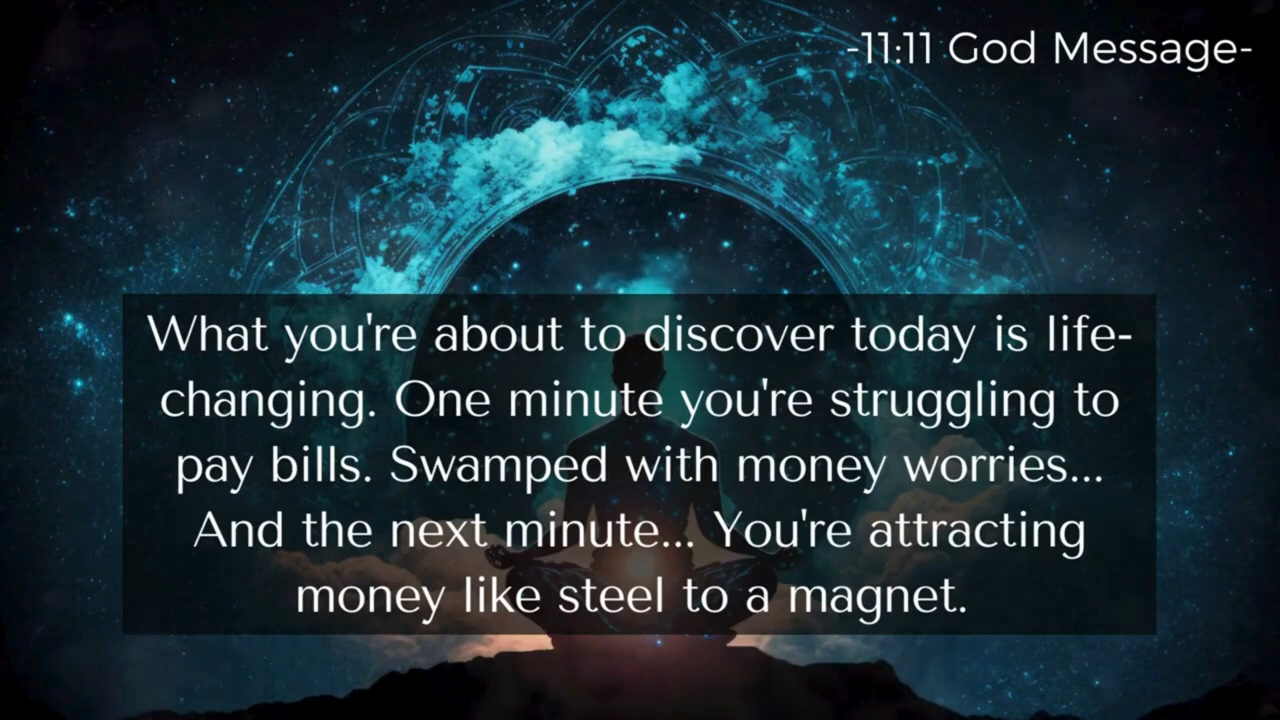 -11:11 God Message-
What you're about to discover today is life-
changing. One minute you're struggling to
pay bills. Swamped with money worries...
And the next minute... You're attracting
money like steel to a magnet.